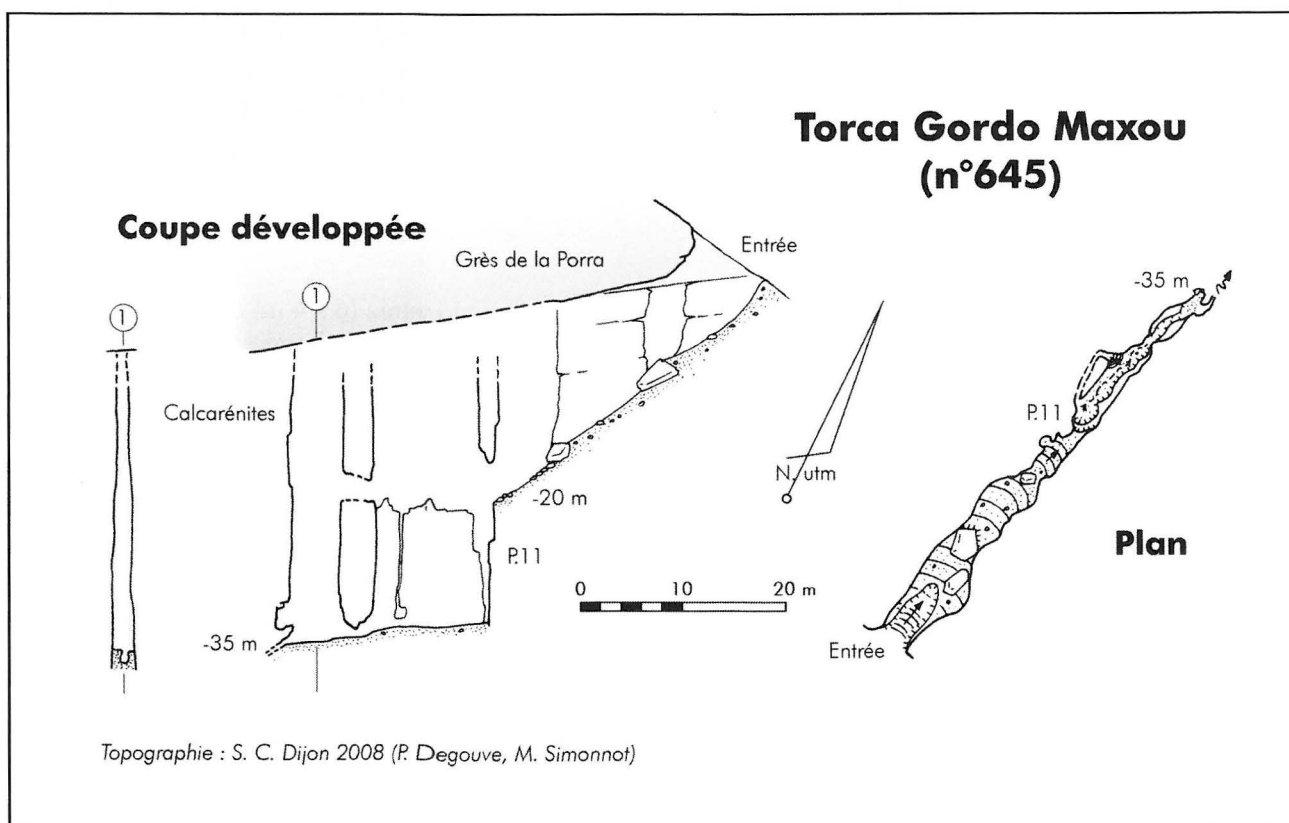 Torca Gordo Maxou
(n°645)
Coupe développée
Entrée
Grès de la Porra
1
1
Calcarénites
-20 m
P.11
-35 m
0 10 20 m
N. utm
-35 m
P.11
Plan
Entrée
Topographie : S. C. Dijon 2008 (P. Degouve, M. Simonnot)